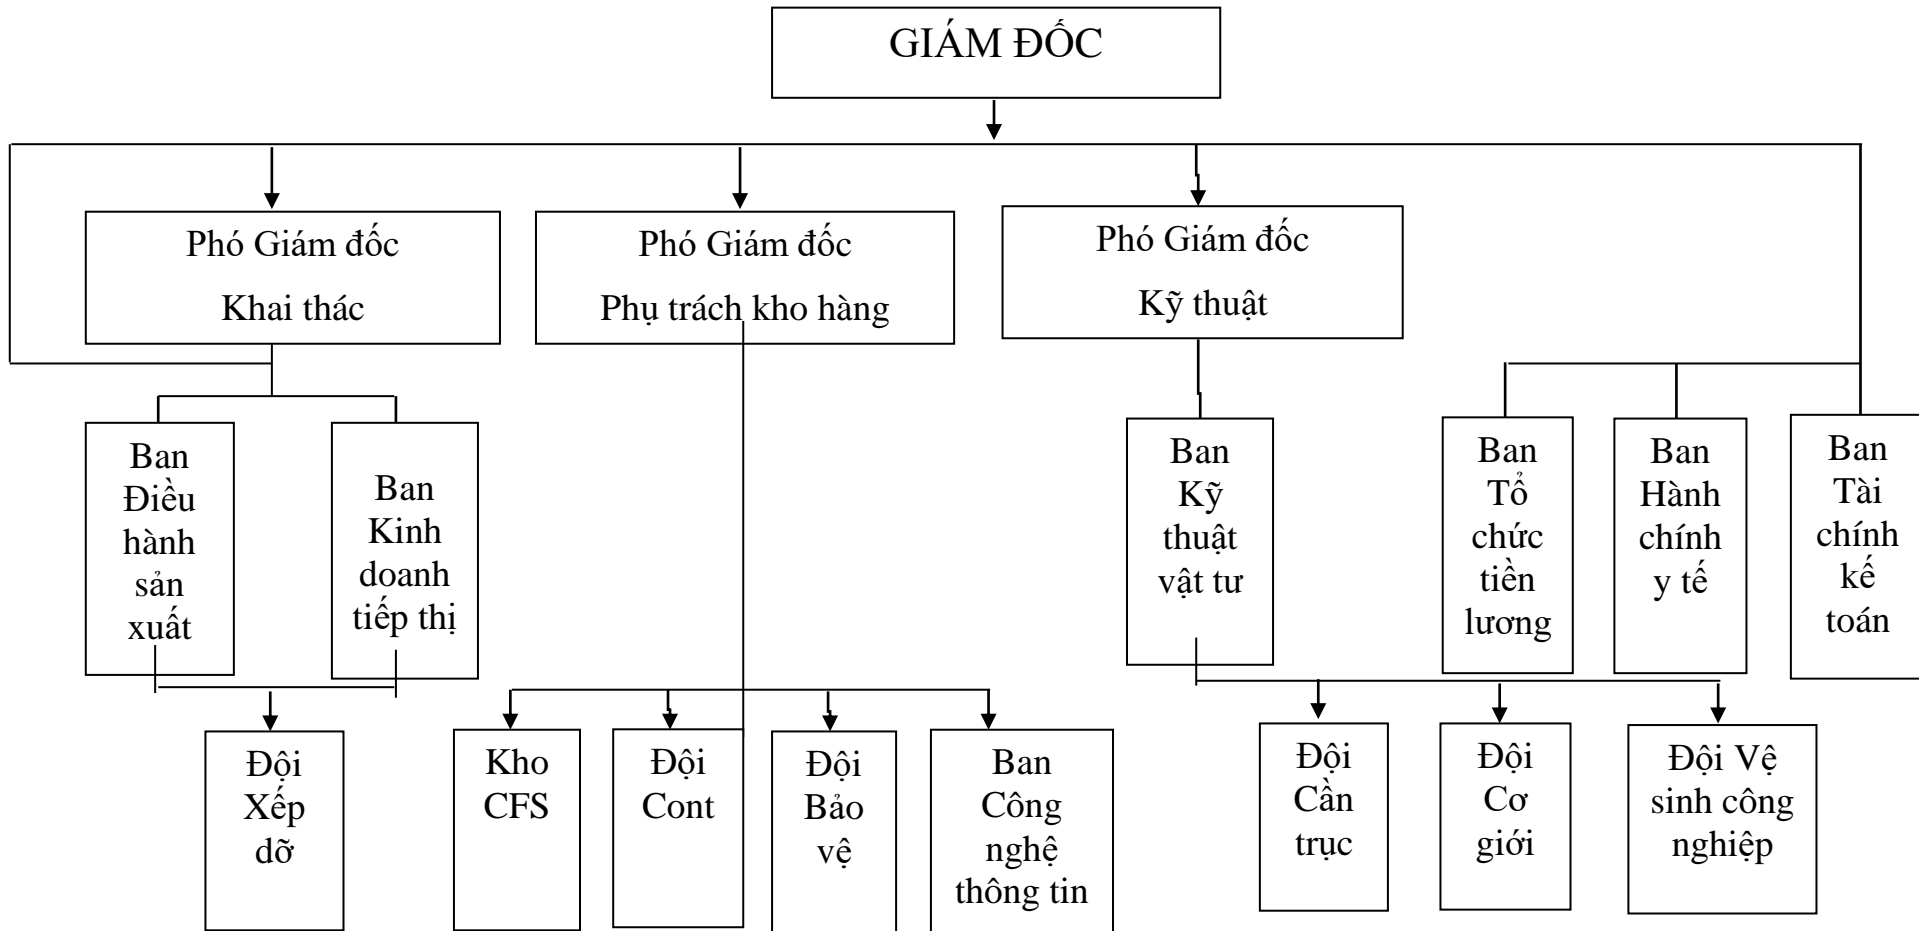 GIÁM ĐỐC
Phó Giám đốc
Khai thác
Phó Giám đốc
Phụ trách kho hàng
Phó Giám đốc
Kỹ thuật
Ban
Điều
hành
sản
xuất
Ban
Kinh
doanh
tiếp thị
Ban
Kỹ
thuật
vật tư
Ban
Tổ
chức
tiền
lương
Ban
Hành
chính
y tế
Ban
Tài
chính
kế
toán
Đội
Xếp
dỡ
Kho
CFS
Đội
Cont
Đội
Bảo
vệ
Ban
Công
nghệ
thông tin
Đội
Cần
trục
Đội
Cơ
giới
Đội Vệ
sinh công
nghiệp